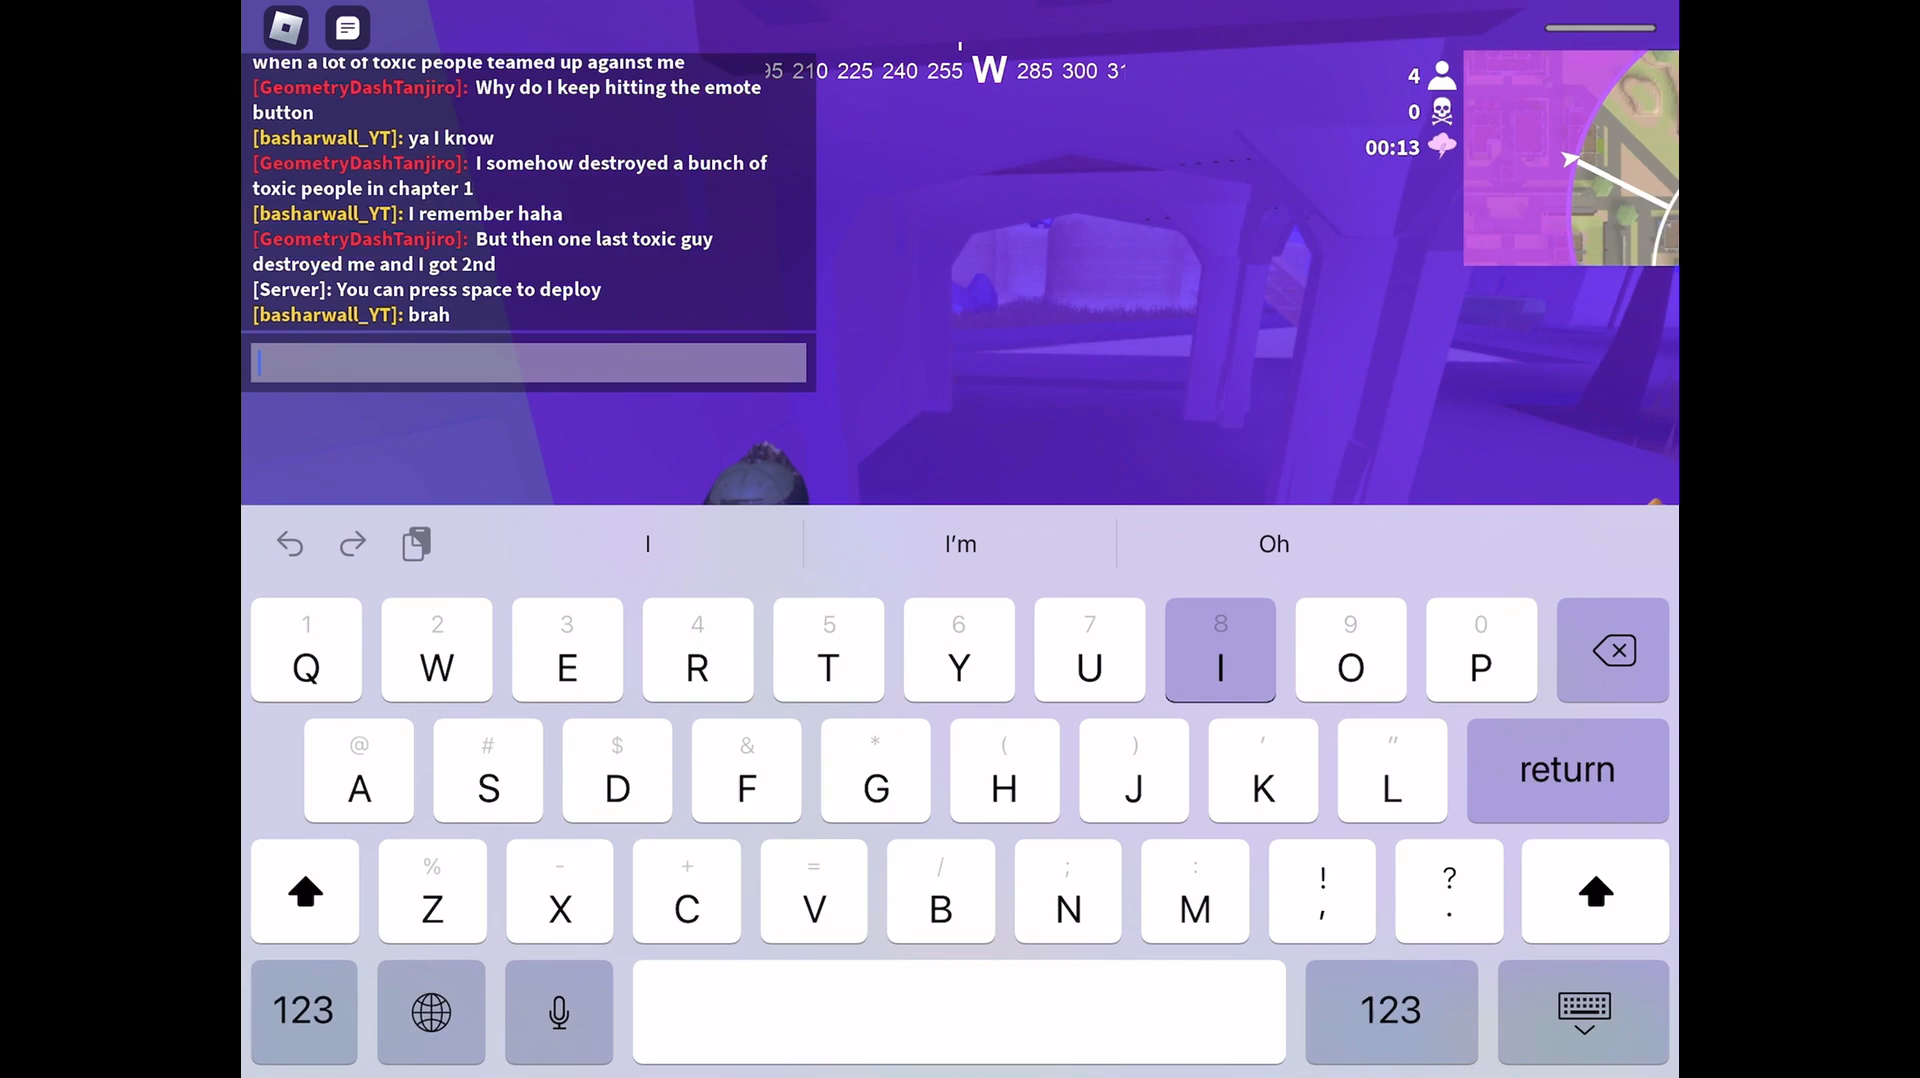 when a lot of toxic people teamed up against me
[GeometryDashTanjiro]: Why do I keep hitting the emote
button
[basharwall_YT]: ya I know
[GeometryDashTanjiro]: I somehow destroyed a bunch of
toxic people in chapter 1
[basharwall_YT]: I remember haha
[GeometryDashTanjiro]: But then one last toxic guy
destroyed me and I got 2nd
[Server]: You can press space to deploy
[basharwall_YT]: brah
210 225 240 255 W 285 300
4
0
00:13
I I'm Oh
1 2 3 4 5 6 7 8 9 0
Q W E R T Y U I O P
@ # $ & * ( ) ' "
A S D F G H J K L return
% - + = / ; : ! ?
Z X C V B N M , .
123 123